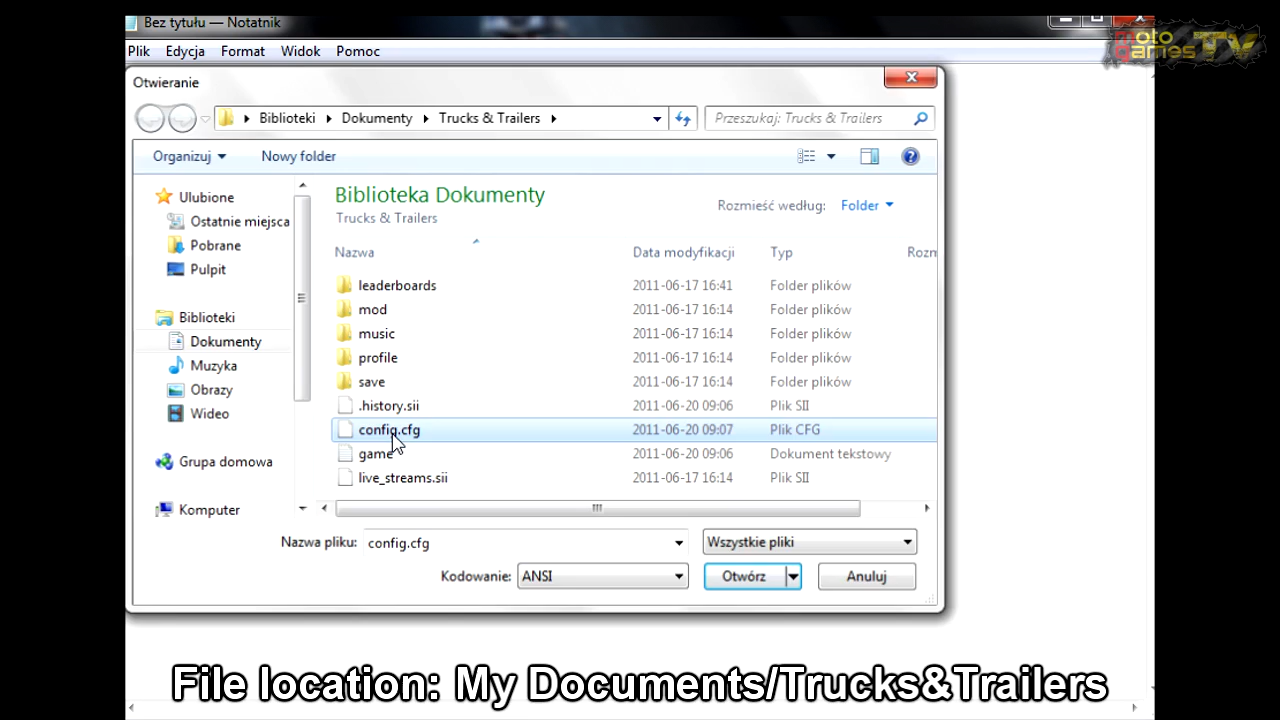 Bez tytułu — Notatnik
moto games TV
Plik Edycja Format Widok Pomoc
Otwieranie
Biblioteki Dokumenty Trucks & Trailers
Przeszukaj: Trucks & Trailers
Organizuj Nowy folder
Ulubione
Ostatnie miejsca
Pobrane
Pulpit
Biblioteki
Dokumenty
Muzyka
Obrazy
Wideo
Grupa domowa
Komputer
Biblioteka Dokumenty
Trucks & Trailers
Rozmieść według: Folder
Nazwa Data modyfikacji Typ Rozm
leaderboards 2011-06-17 16:41 Folder plików
mod 2011-06-17 16:14 Folder plików
music 2011-06-17 16:14 Folder plików
profile 2011-06-17 16:14 Folder plików
save 2011-06-17 16:14 Folder plików
.history.sii 2011-06-20 09:06 Plik SII
config.cfg 2011-06-20 09:07 Plik CFG
game 2011-06-20 09:06 Dokument tekstowy
live_streams.sii 2011-06-17 16:14 Plik SII
Nazwa pliku: config.cfg Wszystkie pliki
Kodowanie: ANSI Otwórz Anuluj
File location: My Documents/Trucks&Trailers